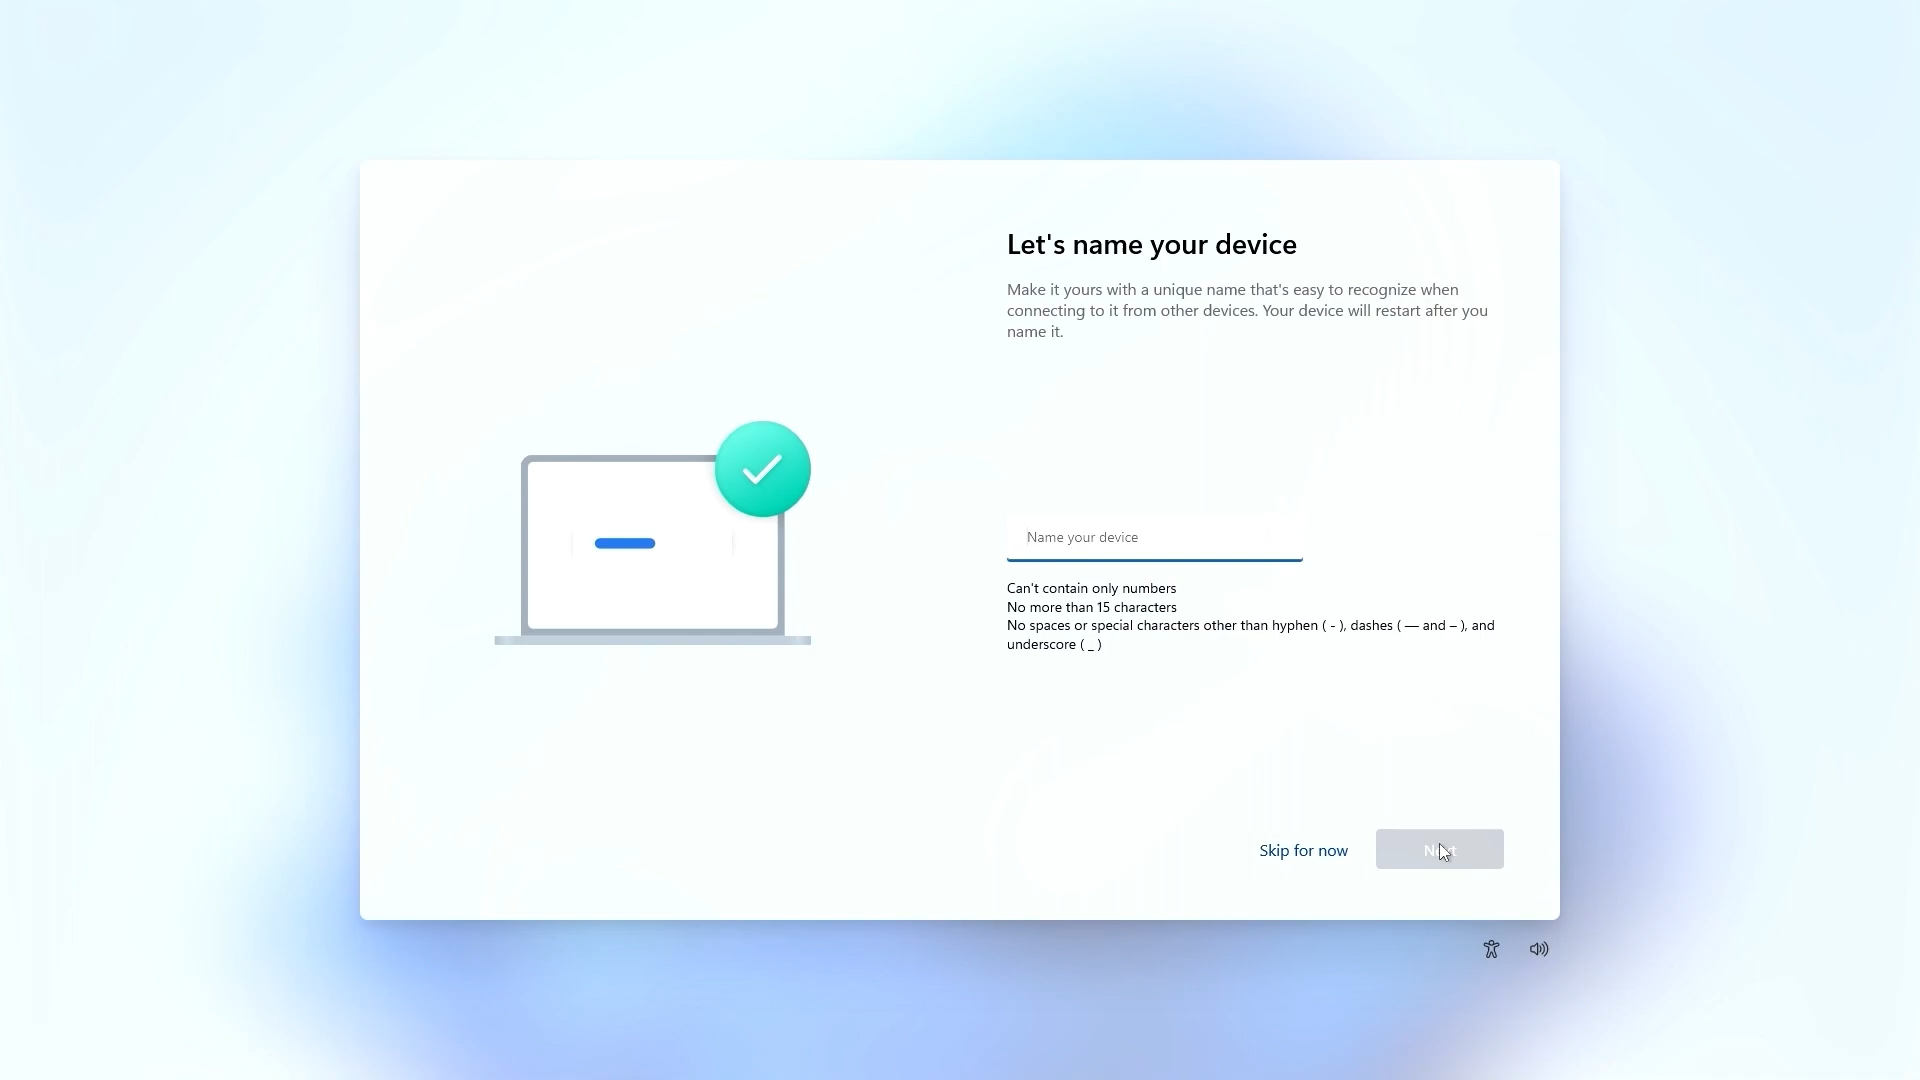 Let's name your device
Make it yours with a unique name that's easy to recognize when
connecting to it from other devices. Your device will restart after you
name it.
Name your device
Can't contain only numbers
No more than 15 characters
No spaces or special characters other than hyphen ( - ), dashes ( — and – ), and
underscore ( _ )
Skip for now
Next